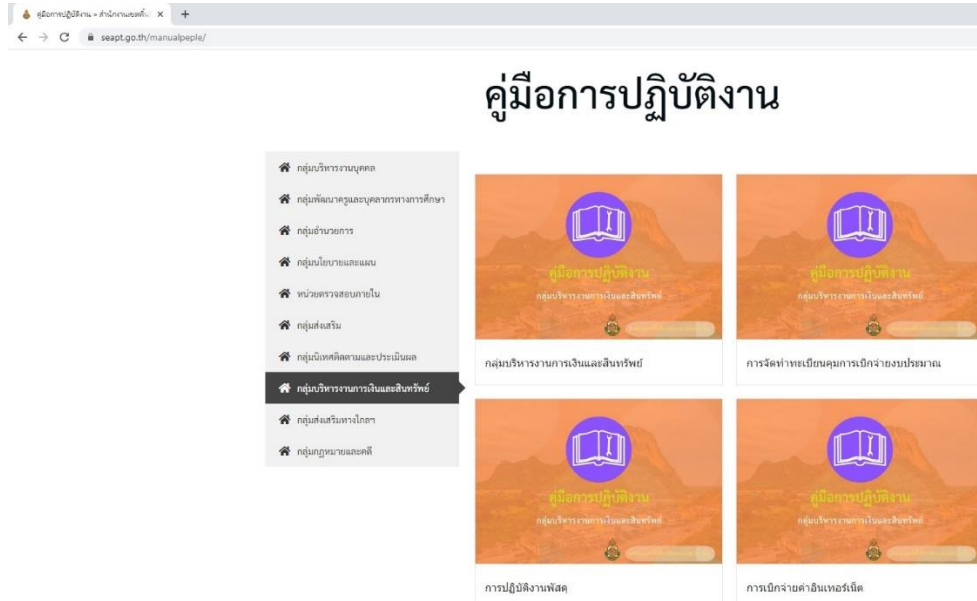 คู่มือการปฏิบัติงาน » สำนักงานเขตพื้น
seapt.go.th/manualpeple/
คู่มือการปฏิบัติงาน
กลุ่มบริหารงานบุคคล
กลุ่มพัฒนาครูและบุคลากรทางการศึกษา
กลุ่มอำนวยการ
กลุ่มนโยบายและแผน
หน่วยตรวจสอบภายใน
กลุ่มส่งเสริม
กลุ่มนิเทศติดตามและประเมินผล
กลุ่มบริหารงานการเงินและสินทรัพย์
กลุ่มส่งเสริมทางไกลฯ
กลุ่มกฎหมายและคดี
คู่มือการปฏิบัติงาน
กลุ่มบริหารงานการเงินและสินทรัพย์
กลุ่มบริหารงานการเงินและสินทรัพย์
คู่มือการปฏิบัติงาน
กลุ่มบริหารงานการเงินและสินทรัพย์
การจัดทำทะเบียนคุมการเบิกจ่ายงบประมาณ
คู่มือการปฏิบัติงาน
กลุ่มบริหารงานการเงินและสินทรัพย์
การปฏิบัติงานพัสดุ
คู่มือการปฏิบัติงาน
กลุ่มบริหารงานการเงินและสินทรัพย์
การเบิกจ่ายค่าอินเทอร์เน็ต